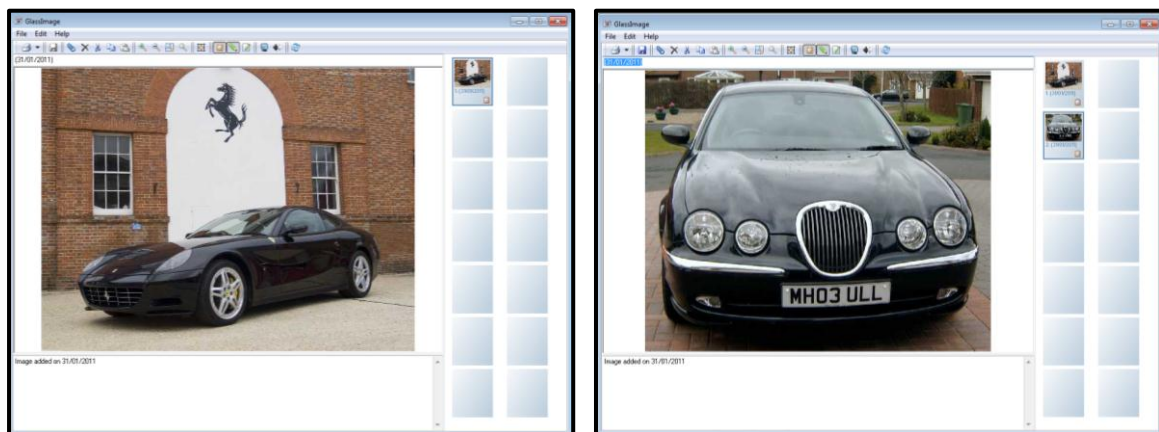 GlassImage
File Edit Help
(31/01/2011)
Image added on 31/01/2011
GlassImage
File Edit Help
(31/01/2011)
MH03 ULL
Image added on 31/01/2011